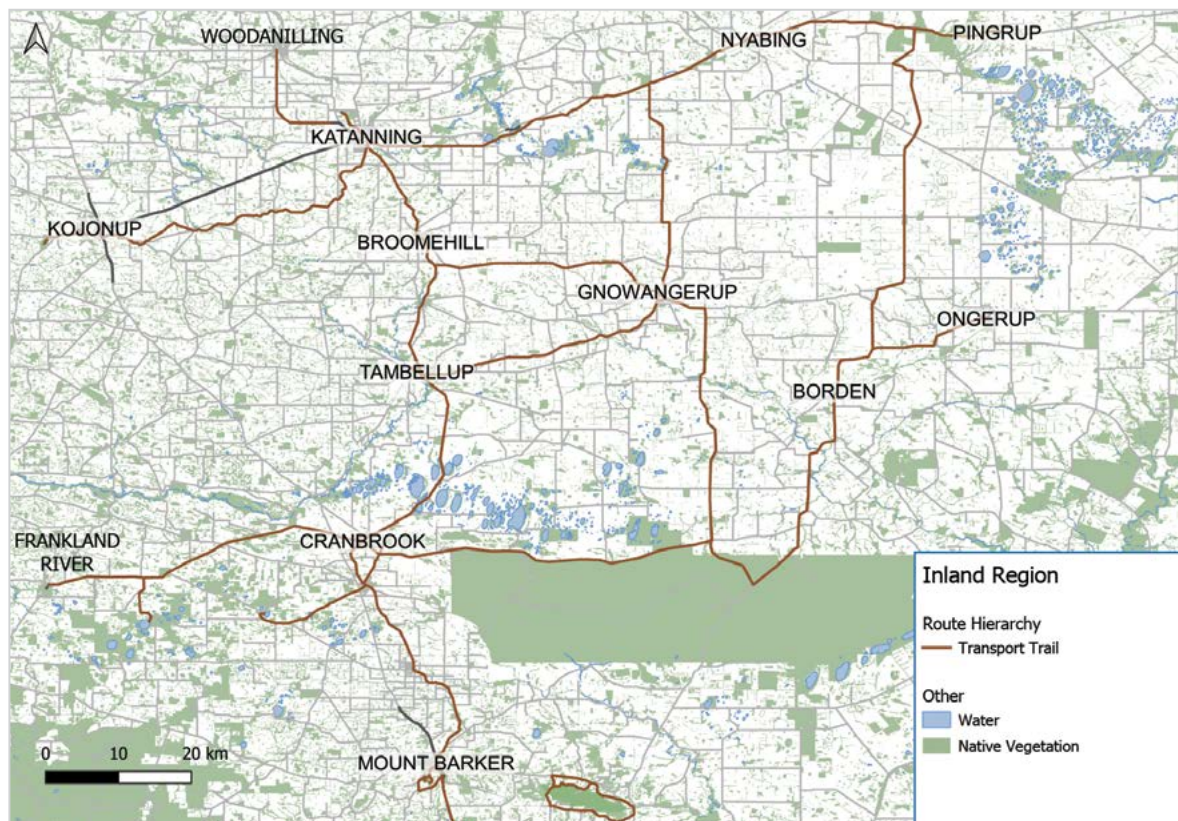 WOODANILLING
NYABING
PINGRUP
KATANNING
KOJONUP
BROOMEHILL
GNOWANGERUP
ONGERUP
TAMBELLUP
BORDEN
FRANKLAND
RIVER
CRANBROOK
MOUNT BARKER
0 10 20 km
Inland Region
Route Hierarchy
Transport Trail
Other
Water
Native Vegetation